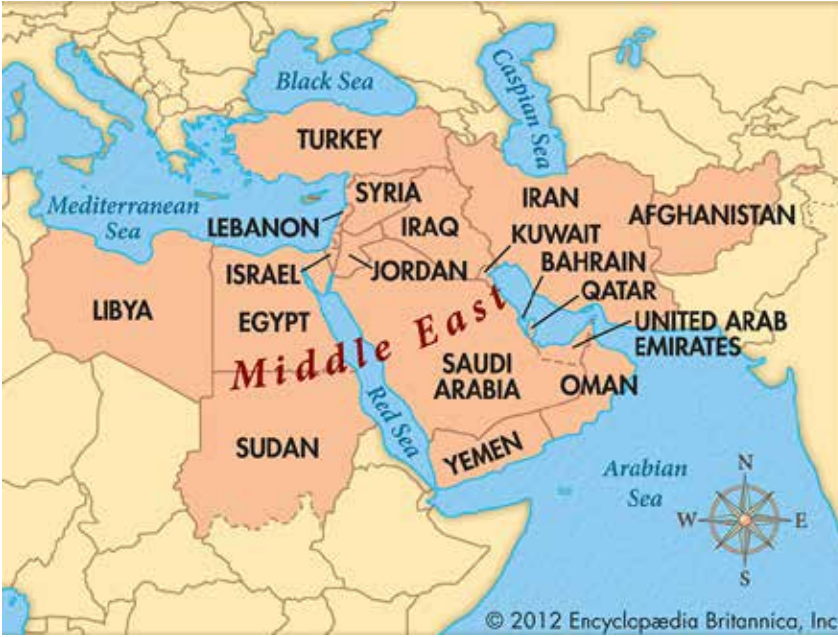 Black Sea
Caspian Sea
TURKEY
Mediterranean
Sea
SYRIA
LEBANON
IRAQ
IRAN
AFGHANISTAN
ISRAEL
JORDAN
KUWAIT
BAHRAIN
QATAR
UNITED ARAB
EMIRATES
LIBYA
EGYPT
Middle East
SAUDI
ARABIA
OMAN
Red Sea
SUDAN
YEMEN
Arabian
Sea
N
W
E
S
© 2012 Encyclopædia Britannica, Inc